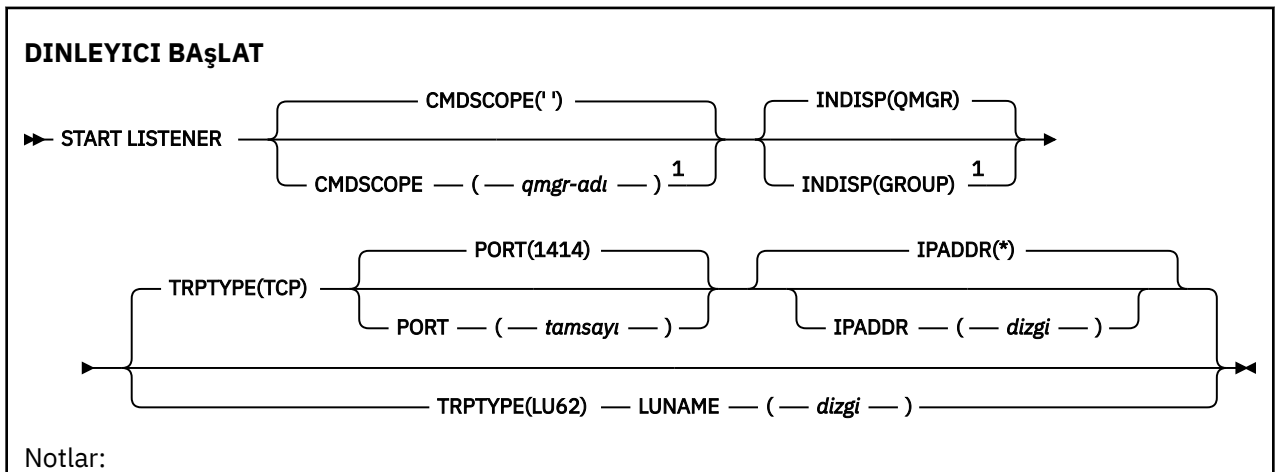 DINLEYICI BAşLAT
CMDSCOPE(' ') INDISP(QMGR)
START LISTENER
CMDSCOPE ( qmgr-adı ) 1 INDISP(GROUP) 1
PORT(1414) IPADDR(*)
TRPTYPE(TCP)
PORT ( tamsayı ) IPADDR ( dizgi )
TRPTYPE(LU62) LUNAME ( dizgi )
Notlar: